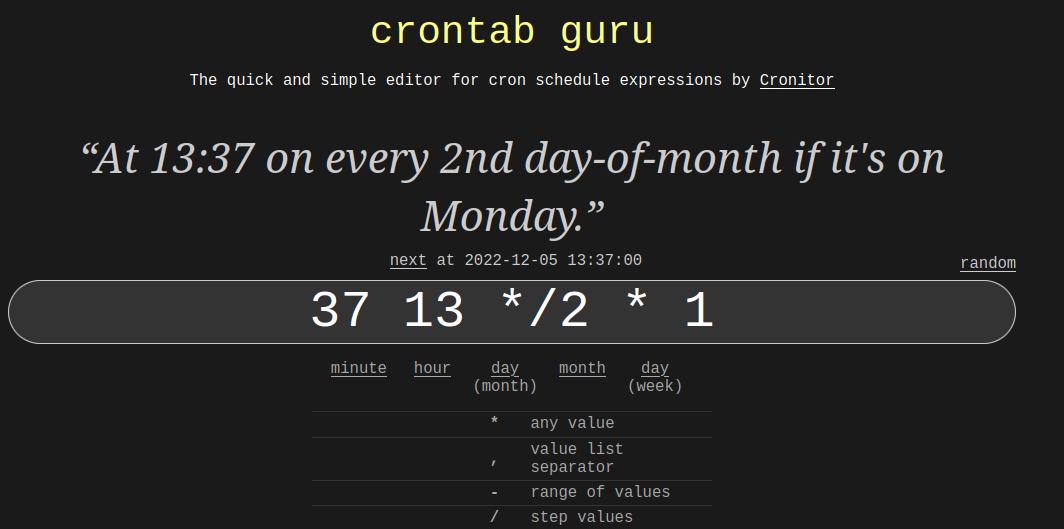 crontab guru
The quick and simple editor for cron schedule expressions by Cronitor
“At 13:37 on every 2nd day-of-month if it's on
Monday.”
next at 2022-12-05 13:37:00
random
37 13 */2 * 1
minute hour day month day
(month) (week)
* any value
, value list
separator
- range of values
/ step values